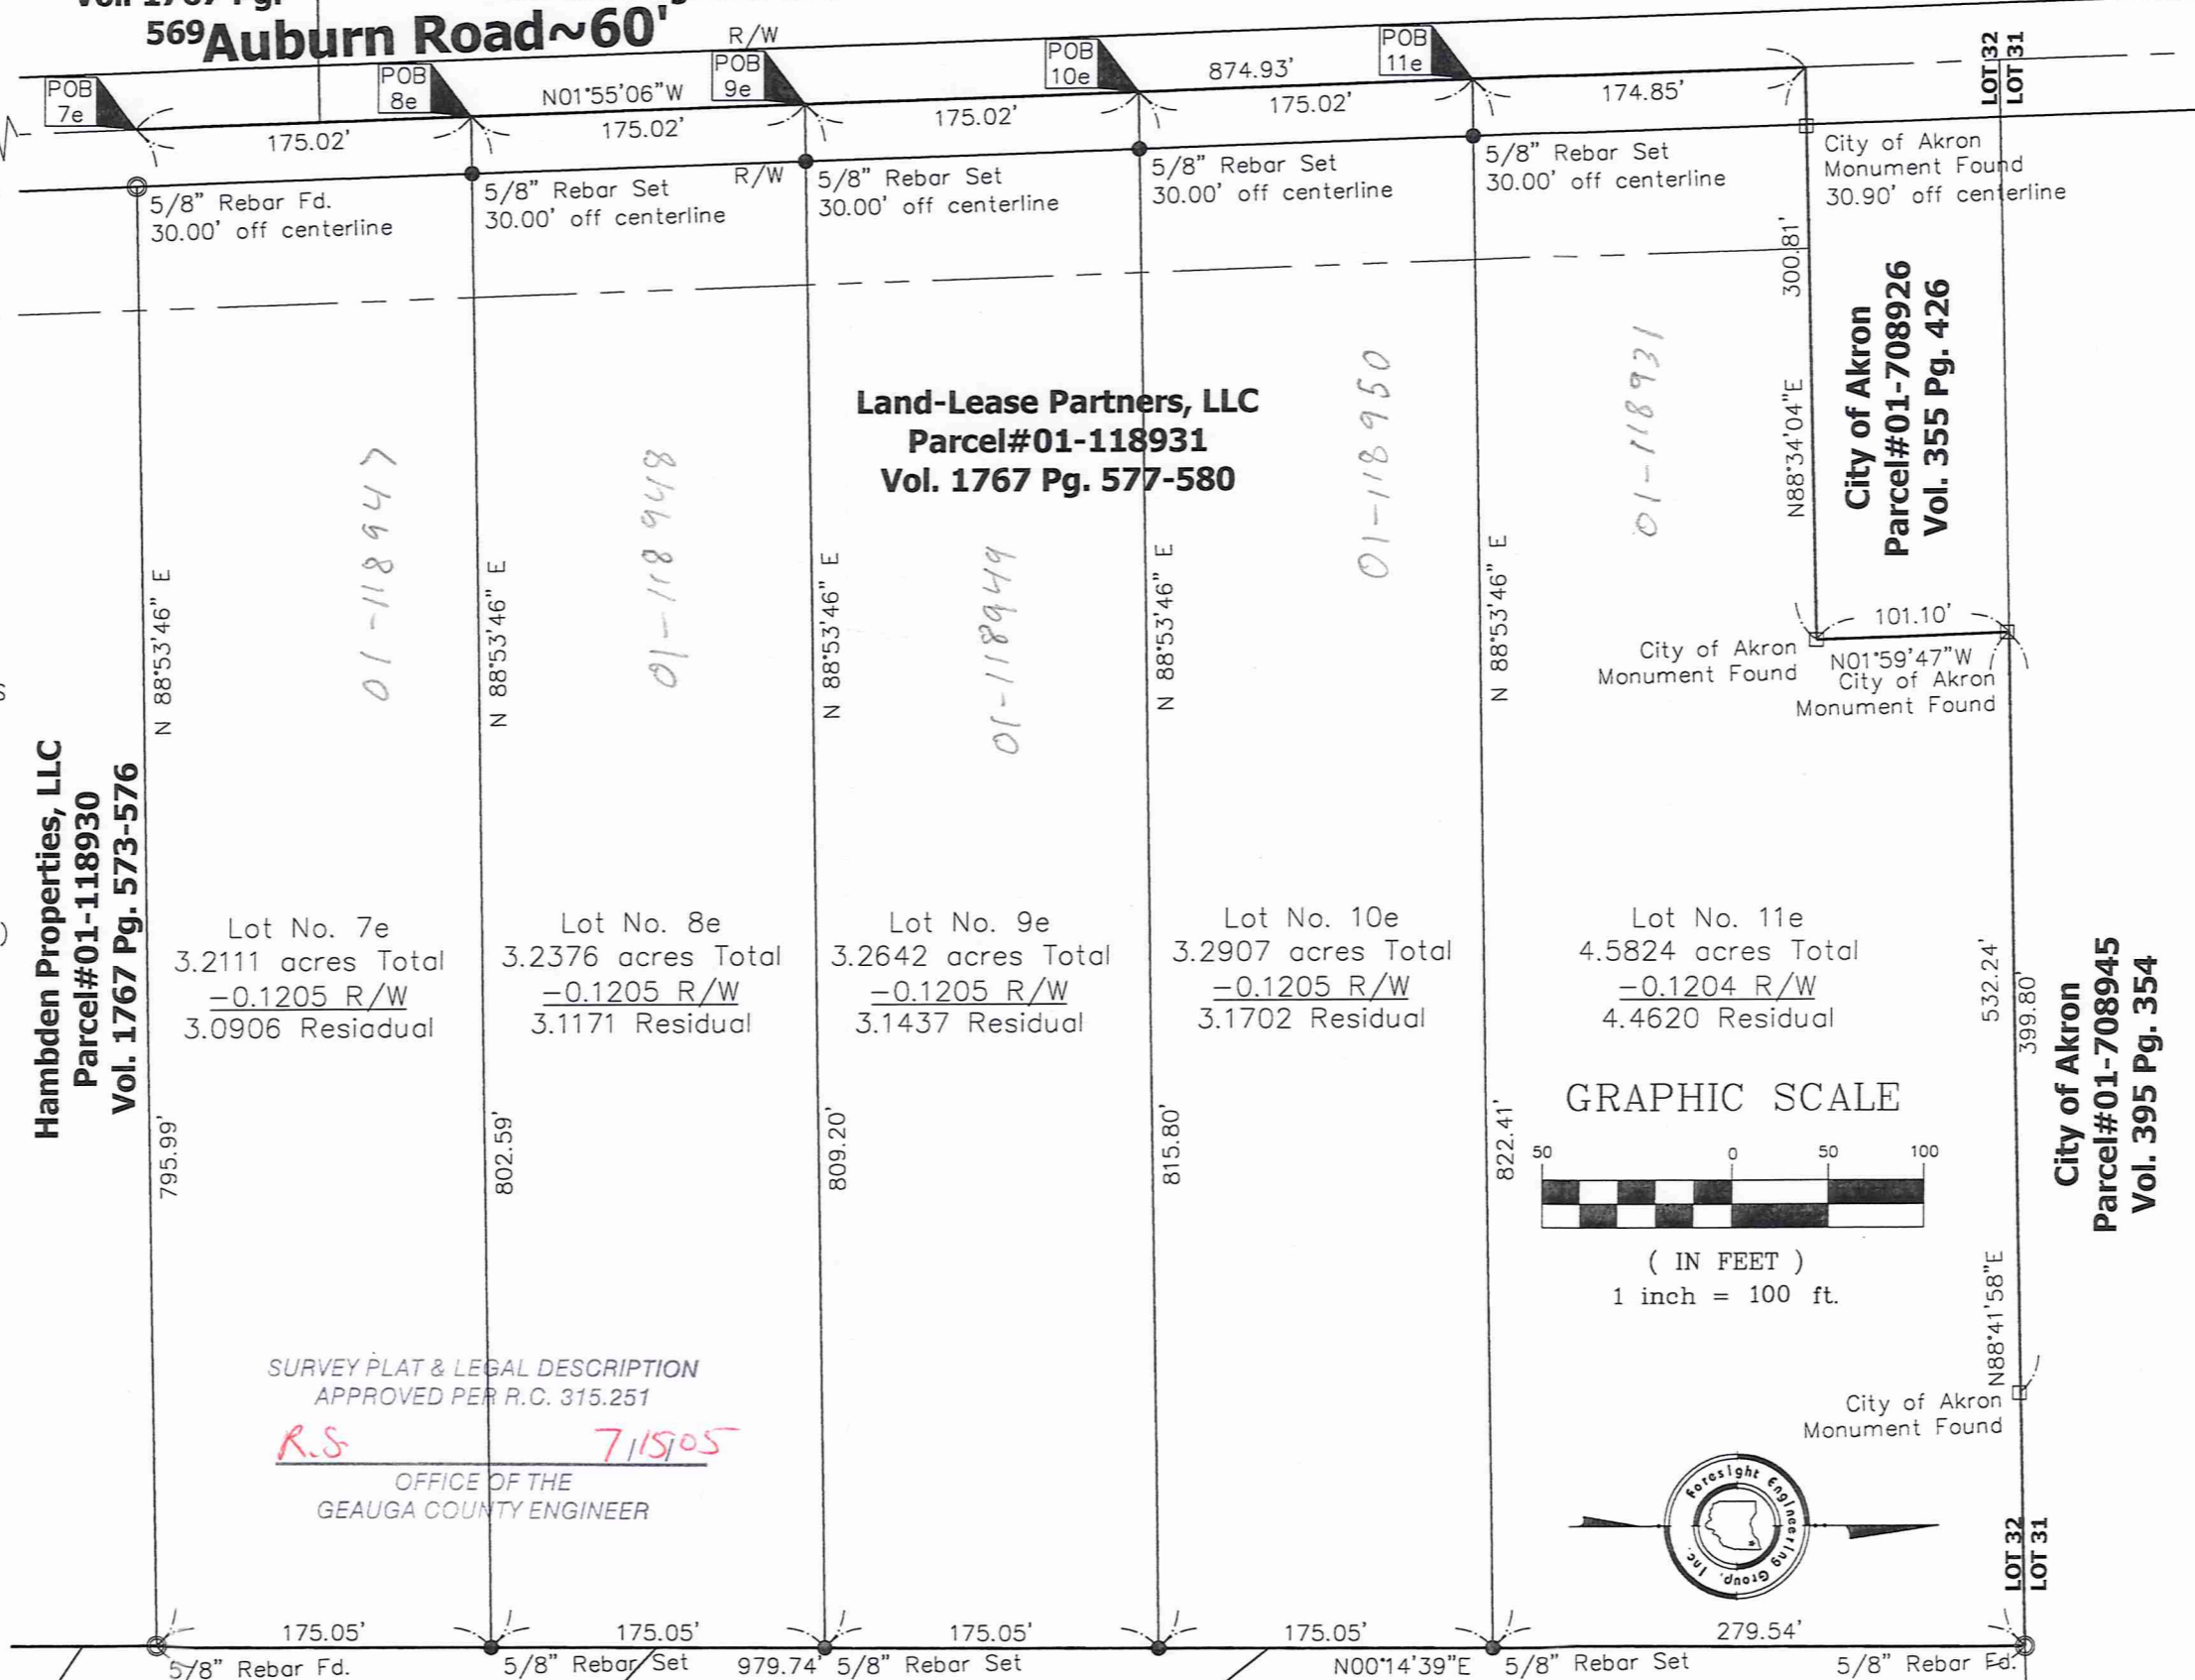 569
Auburn Road~60'
R/W
POB
7e
POB
8e
POB
9e
POB
10e
POB
11e
N01°55'06"W
874.93'
175.02'
175.02'
175.02'
175.02'
174.85'
LOT 32
LOT 31
R/W
5/8" Rebar Fd.
30.00' off centerline
5/8" Rebar Set
30.00' off centerline
5/8" Rebar Set
30.00' off centerline
5/8" Rebar Set
30.00' off centerline
5/8" Rebar Set
30.00' off centerline
City of Akron
Monument Found
30.90' off centerline
300.81'
N88°34'04"E
City of Akron
Parcel#01-708926
Vol. 355 Pg. 426
Land-Lease Partners, LLC
Parcel#01-118931
Vol. 1767 Pg. 577-580
01-118947
01-118948
01-118949
01-118950
01-118931
N 88°53'46" E
N 88°53'46" E
N 88°53'46" E
N 88°53'46" E
N 88°53'46" E
101.10'
N01°59'47"W
City of Akron
Monument Found
City of Akron
Monument Found
Hambden Properties, LLC
Parcel#01-118930
Vol. 1767 Pg. 573-576
Lot No. 7e
3.2111 acres Total
-0.1205 R/W
3.0906 Resiadual
Lot No. 8e
3.2376 acres Total
-0.1205 R/W
3.1171 Residual
Lot No. 9e
3.2642 acres Total
-0.1205 R/W
3.1437 Residual
Lot No. 10e
3.2907 acres Total
-0.1205 R/W
3.1702 Residual
Lot No. 11e
4.5824 acres Total
-0.1204 R/W
4.4620 Residual
532.24'
399.80'
City of Akron
Parcel#01-708945
Vol. 395 Pg. 354
795.99'
802.59'
809.20'
815.80'
822.41'
GRAPHIC SCALE
50 0 50 100
( IN FEET )
1 inch = 100 ft.
N88°41'58"E
City of Akron
Monument Found
SURVEY PLAT & LEGAL DESCRIPTION
APPROVED PER R.C. 315.251
R.S. 7/15/05
OFFICE OF THE
GEAUGA COUNTY ENGINEER
Foresight Engineering Group, Inc.
LOT 32
LOT 31
175.05'
175.05'
175.05'
175.05'
279.54'
5/8" Rebar Fd.
5/8" Rebar Set
979.74'
5/8" Rebar Set
N00°14'39"E
5/8" Rebar Set
5/8" Rebar Fd.